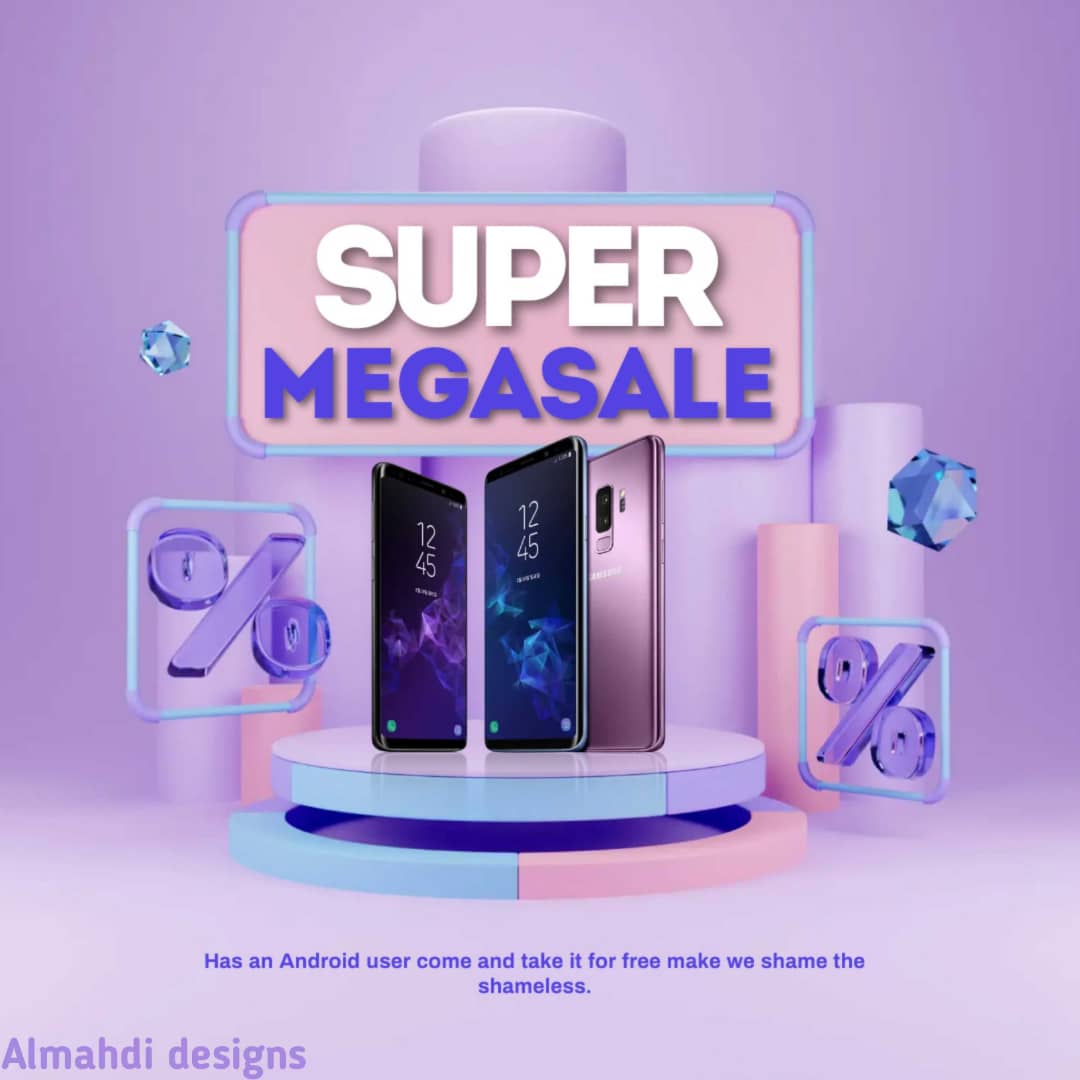 SUPER
MEGASALE
12
45
12
45
SAMSUNG
Has an Android user come and take it for free make we shame the
shameless.
Almahdi designs